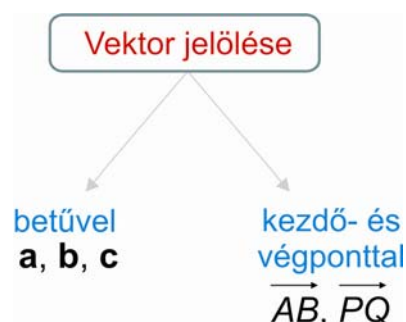 Vektor jelölése
betűvel
a, b, c
kezdő- és
végponttal
AB, PQ